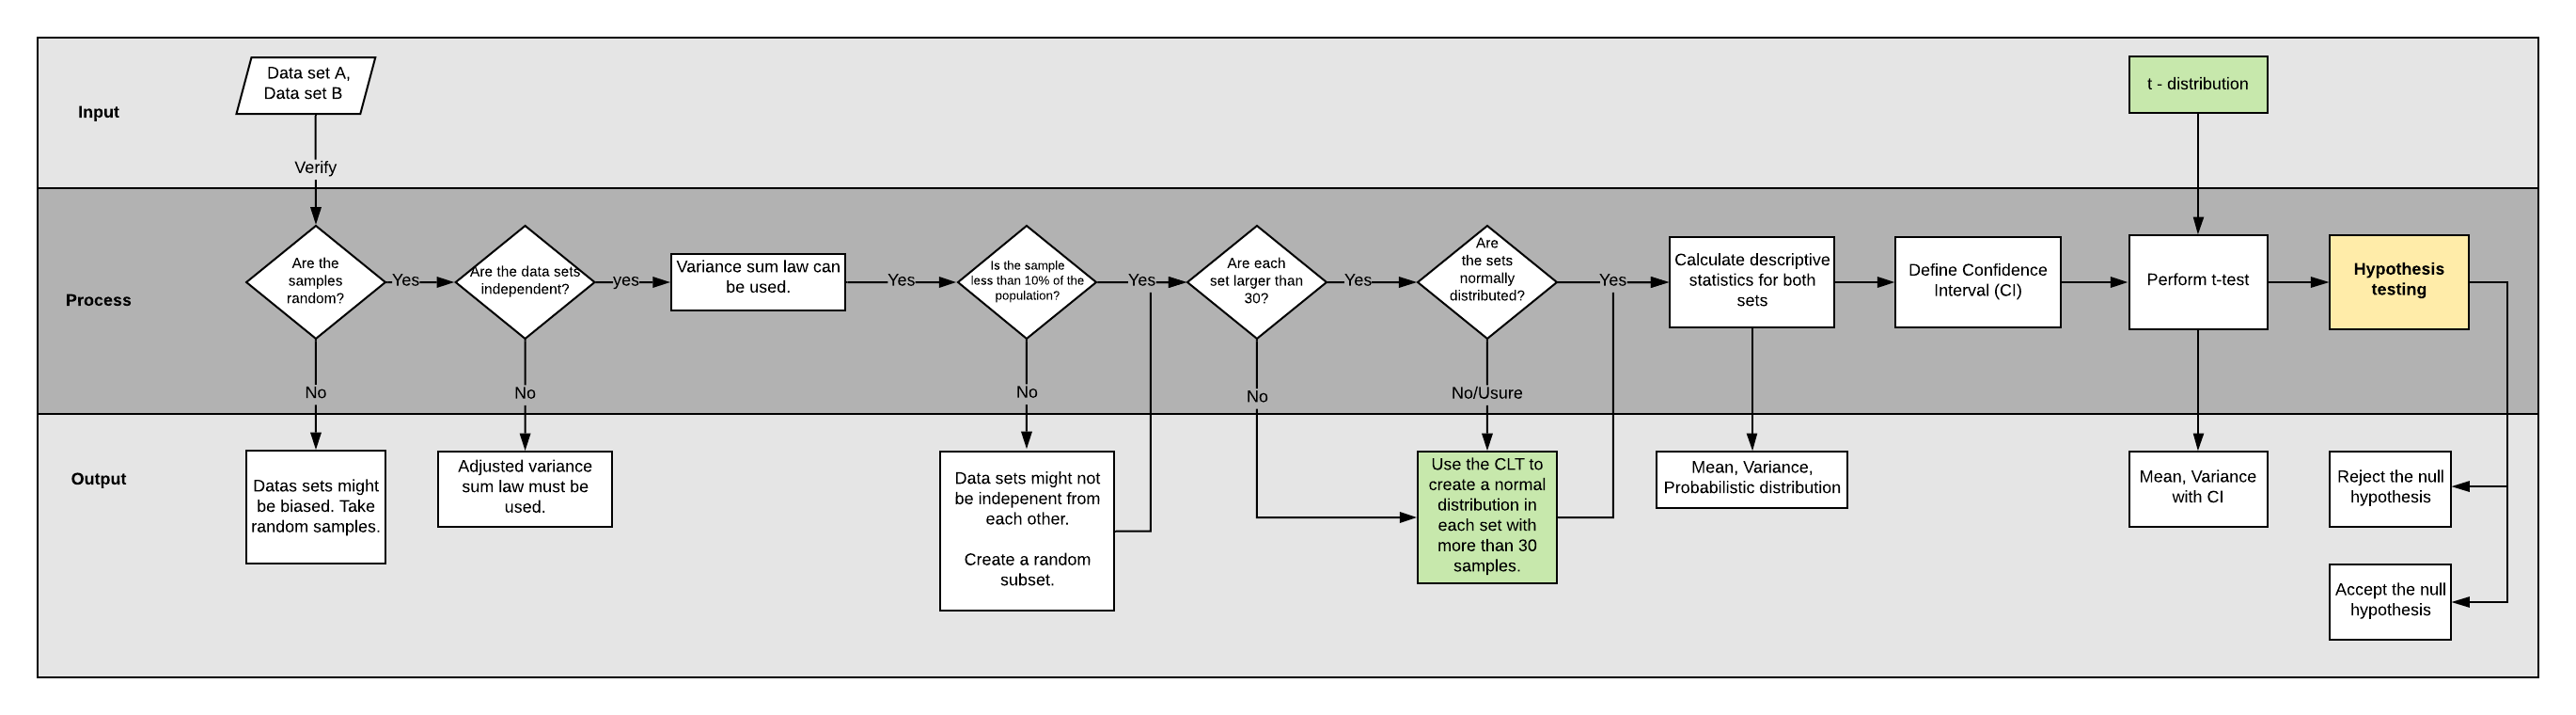 Input
Data set A,
Data set B
Verify
t - distribution
Process
Are the
samples
random?
Yes
No
Are the data sets
independent?
yes
No
Variance sum law can
be used.
Yes
Is the sample
less than 10% of the
population?
Yes
No
Are each
set larger than
30?
Yes
No
Are
the sets
normally
distributed?
Yes
No/Usure
Calculate descriptive
statistics for both
sets
Define Confidence
Interval (CI)
Perform t-test
Hypothesis
testing
Output
Datas sets might
be biased. Take
random samples.
Adjusted variance
sum law must be
used.
Data sets might not
be indepenent from
each other.
Create a random
subset.
Use the CLT to
create a normal
distribution in
each set with
more than 30
samples.
Mean, Variance,
Probabilistic distribution
Mean, Variance
with CI
Reject the null
hypothesis
Accept the null
hypothesis